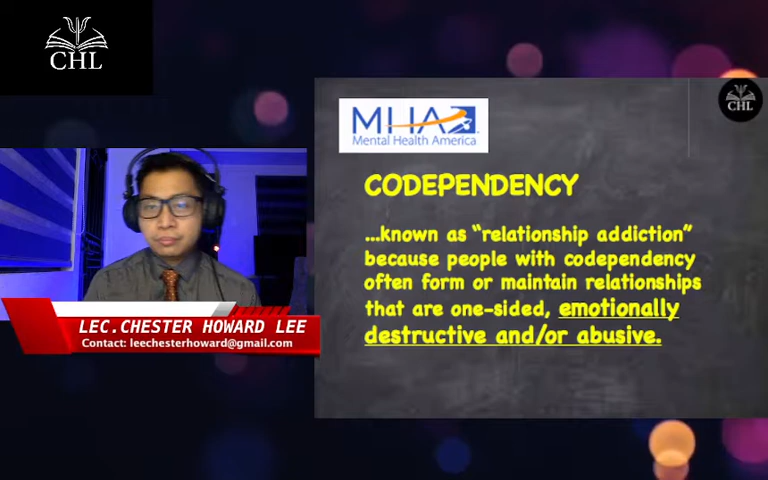 CHL
MHA
Mental Health America
CHL
CODEPENDENCY
...known as “relationship addiction”
because people with codependency
often form or maintain relationships
that are one-sided, emotionally
destructive and/or abusive.
LEC.CHESTER HOWARD LEE
Contact: leechesterhoward@gmail.com